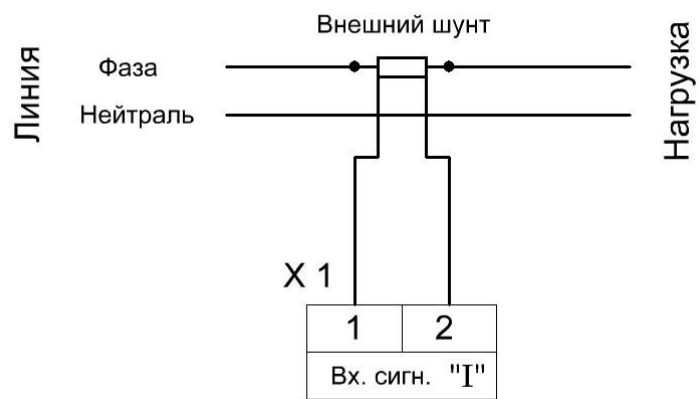 Внешний шунт
Линия
Фаза
Нейтраль
Нагрузка
X 1
1 2
Вх. сигн. "I"